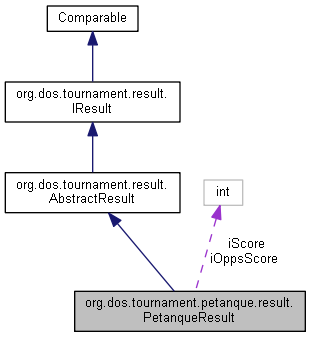 Comparable
org.dos.tournament.result.
IResult
org.dos.tournament.result.
AbstractResult
int
iScore
iOppsScore
org.dos.tournament.petanque.result.
PetanqueResult